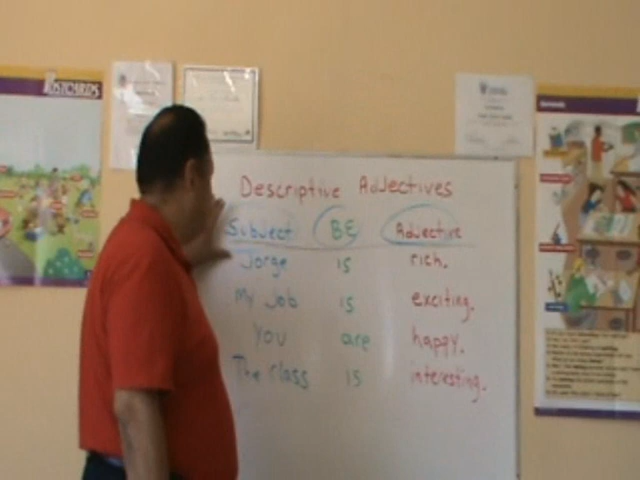 POSTCARDS
Descriptive Adjectives
Subject BE Adjective
Jorge is rich.
My Job is exciting.
You are happy.
The Class is interesting.